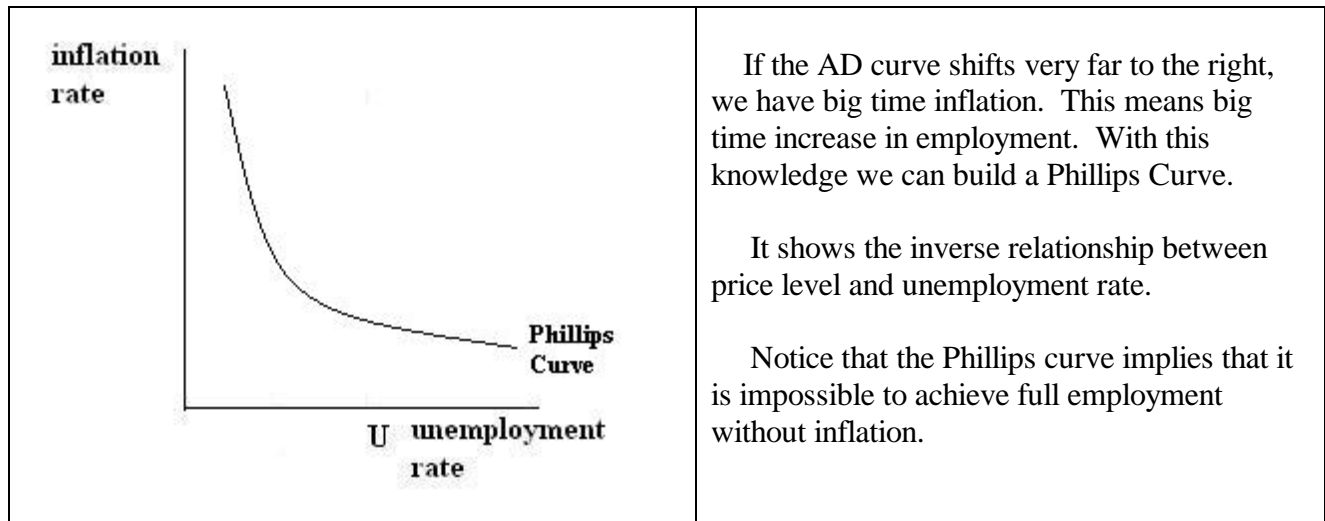 inflation
rate
Phillips
Curve
U unemployment
rate
If the AD curve shifts very far to the right,
we have big time inflation. This means big
time increase in employment. With this
knowledge we can build a Phillips Curve.
It shows the inverse relationship between
price level and unemployment rate.
Notice that the Phillips curve implies that it
is impossible to achieve full employment
without inflation.